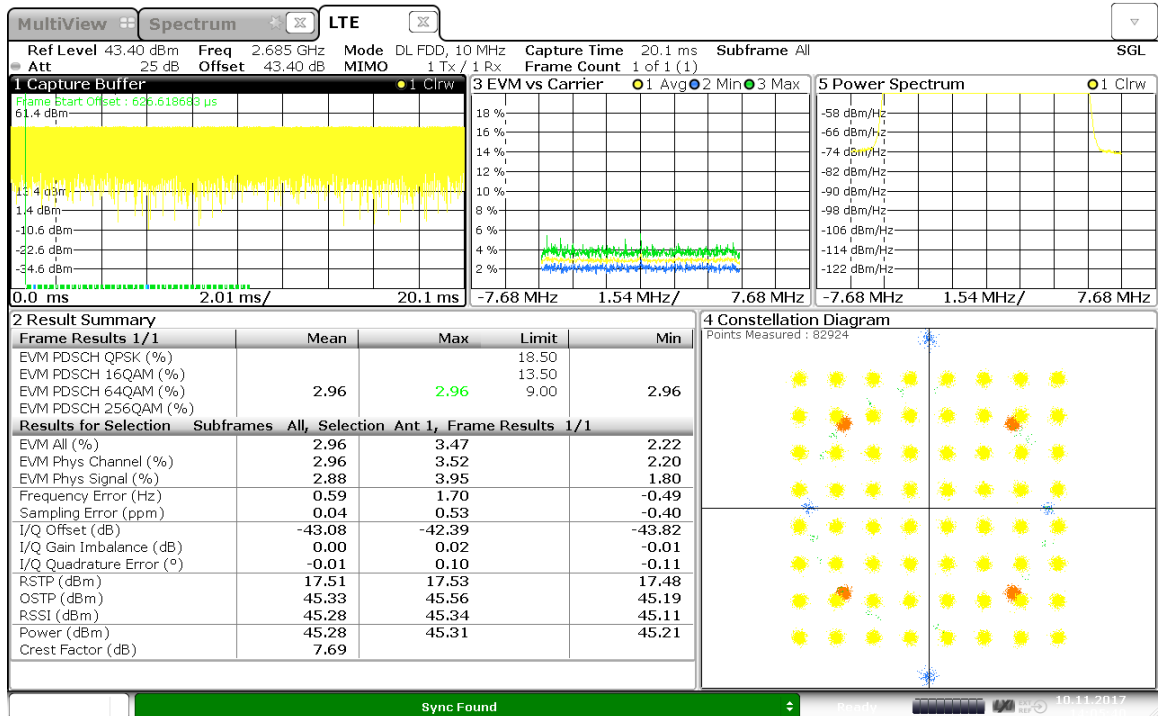 MultiView Spectrum LTE
Ref Level 43.40 dBm Freq 2.685 GHz Mode DL FDD, 10 MHz Capture Time 20.1 ms Subframe All SGL
Att 25 dB Offset 43.40 dB MIMO 1 Tx / 1 Rx Frame Count 1 of 1 (1)
1 Capture Buffer 1 Clrw
Frame Start Offset : 626.618683 µs
61.4 dBm
13.4 dBm
1.4 dBm
-10.6 dBm
-22.6 dBm
-34.6 dBm
0.0 ms 2.01 ms/ 20.1 ms
3 EVM vs Carrier 1 Avg 2 Min 3 Max
18 %
16 %
14 %
12 %
10 %
8 %
6 %
4 %
2 %
-7.68 MHz 1.54 MHz/ 7.68 MHz
5 Power Spectrum 1 Clrw
-58 dBm/Hz
-66 dBm/Hz
-74 dBm/Hz
-82 dBm/Hz
-90 dBm/Hz
-98 dBm/Hz
-106 dBm/Hz
-114 dBm/Hz
-122 dBm/Hz
-7.68 MHz 1.54 MHz/ 7.68 MHz
2 Result Summary
Frame Results 1/1 Mean Max Limit Min
EVM PDSCH QPSK (%) 18.50
EVM PDSCH 16QAM (%) 13.50
EVM PDSCH 64QAM (%) 2.96 2.96 9.00 2.96
EVM PDSCH 256QAM (%)
Results for Selection Subframes All, Selection Ant 1, Frame Results 1/1
EVM All (%) 2.96 3.47 2.22
EVM Phys Channel (%) 2.96 3.52 2.20
EVM Phys Signal (%) 2.88 3.95 1.80
Frequency Error (Hz) 0.59 1.70 -0.49
Sampling Error (ppm) 0.04 0.53 -0.40
I/Q Offset (dB) -43.08 -42.39 -43.82
I/Q Gain Imbalance (dB) 0.00 0.02 -0.01
I/Q Quadrature Error (º) -0.01 0.10 -0.11
RSTP (dBm) 17.51 17.53 17.48
OSTP (dBm) 45.33 45.56 45.19
RSSI (dBm) 45.28 45.34 45.11
Power (dBm) 45.28 45.31 45.21
Crest Factor (dB) 7.69
4 Constellation Diagram
Points Measured : 82924
Sync Found
Ready
LXI
EXT
REF
10.11.2017